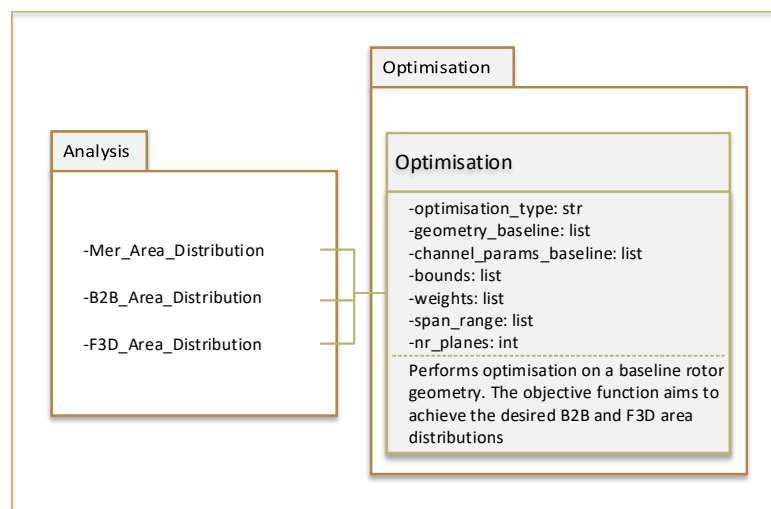 Optimisation
Analysis
-Mer_Area_Distribution
-B2B_Area_Distribution
-F3D_Area_Distribution
Optimisation
-optimisation_type: str
-geometry_baseline: list
-channel_params_baseline: list
-bounds: list
-weights: list
-span_range: list
-nr_planes: int
Performs optimisation on a baseline rotor
geometry. The objective function aims to
achieve the desired B2B and F3D area
distributions